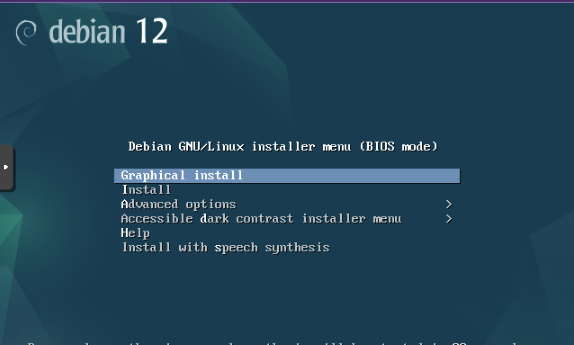 debian 12
Debian GNU/Linux installer menu (BIOS mode)
Graphical install
Install
Advanced options >
Accessible dark contrast installer menu >
Help
Install with speech synthesis